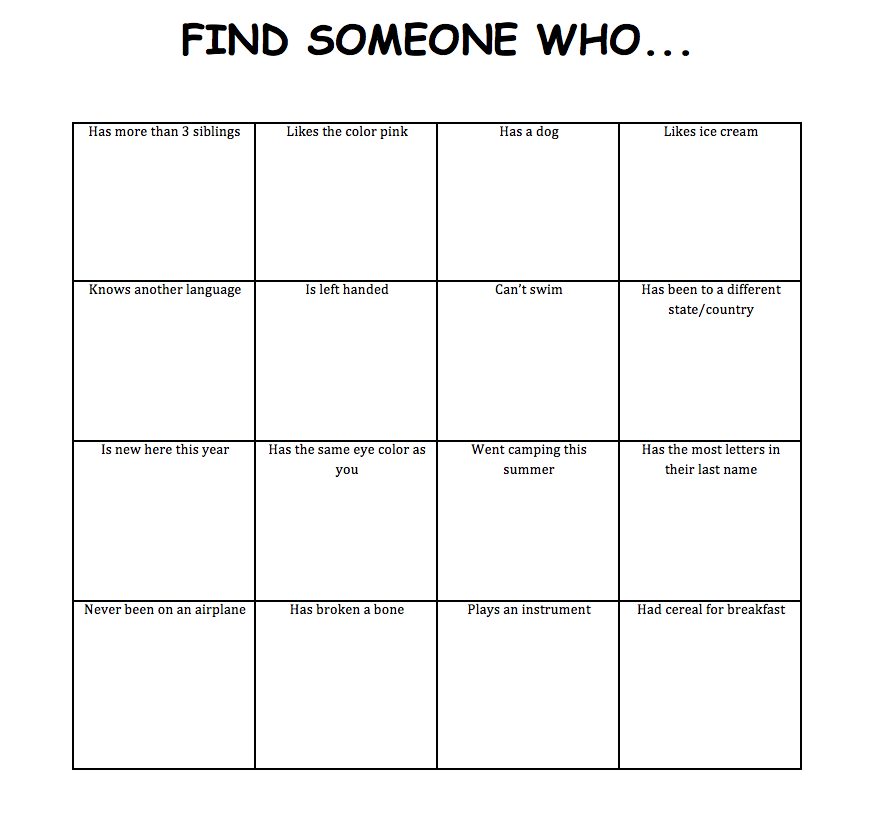 FIND SOMEONE WHO...
Has more than 3 siblings
Likes the color pink
Has a dog
Likes ice cream
Knows another language
Is left handed
Can’t swim
Has been to a different
state/country
Is new here this year
Has the same eye color as
you
Went camping this
summer
Has the most letters in
their last name
Never been on an airplane
Has broken a bone
Plays an instrument
Had cereal for breakfast